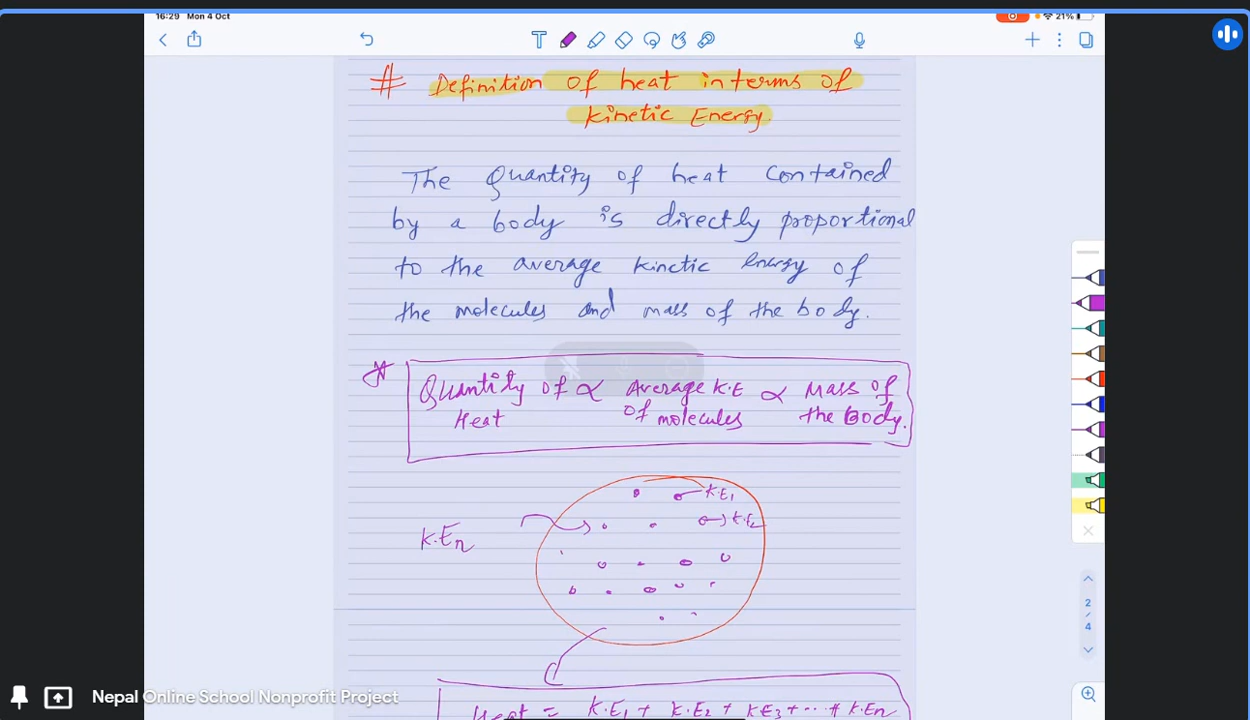 16:29 Mon 4 Oct
21%
# Definition of heat in terms of
Kinetic Energy.
The Quantity of heat contained
by a body is directly proportional
to the average kinetic energy of
the molecules and mass of the body.
Quantity of ∝ Average K.E ∝ Mass of
Heat of molecules the Body.
K.E1
K.E2
K.En
2
/
4
Heat = K.E1 + K.E2 + K.E3 + ... + K.En
Nepal Online School Nonprofit Project